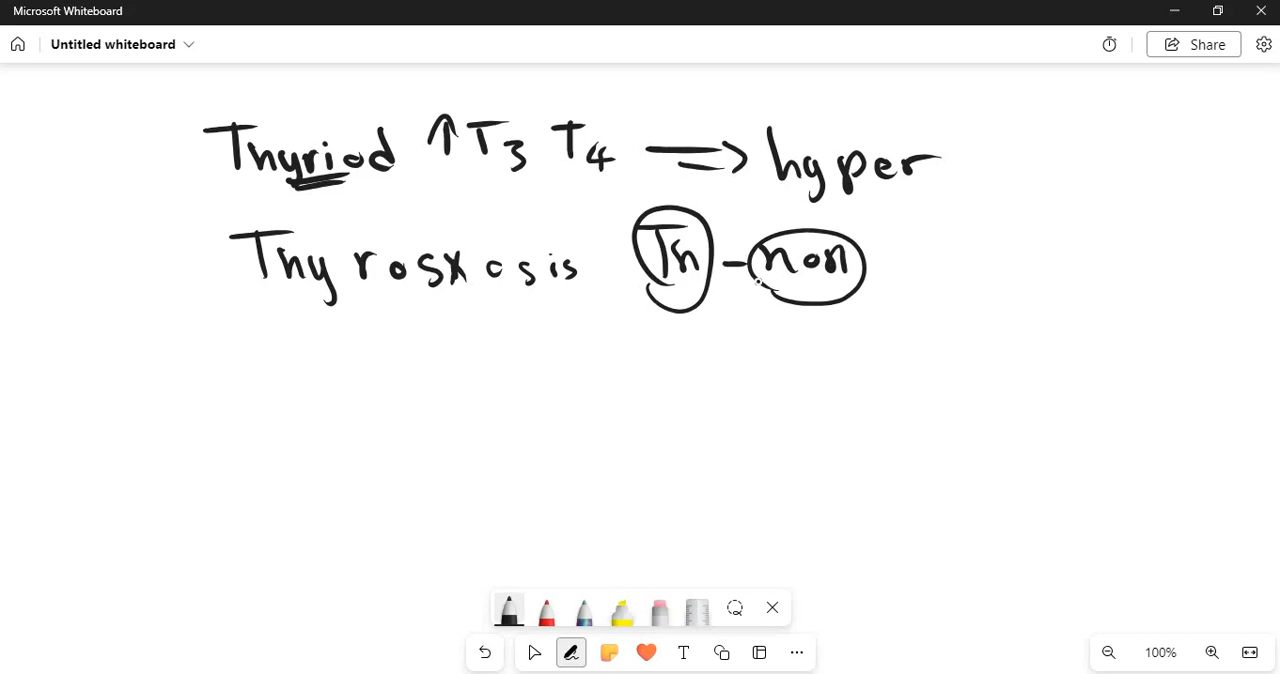 Microsoft Whiteboard
Untitled whiteboard
Share
Thyriod ↑T3 T4 => hyper
Thyrosxosis Th - non
100%